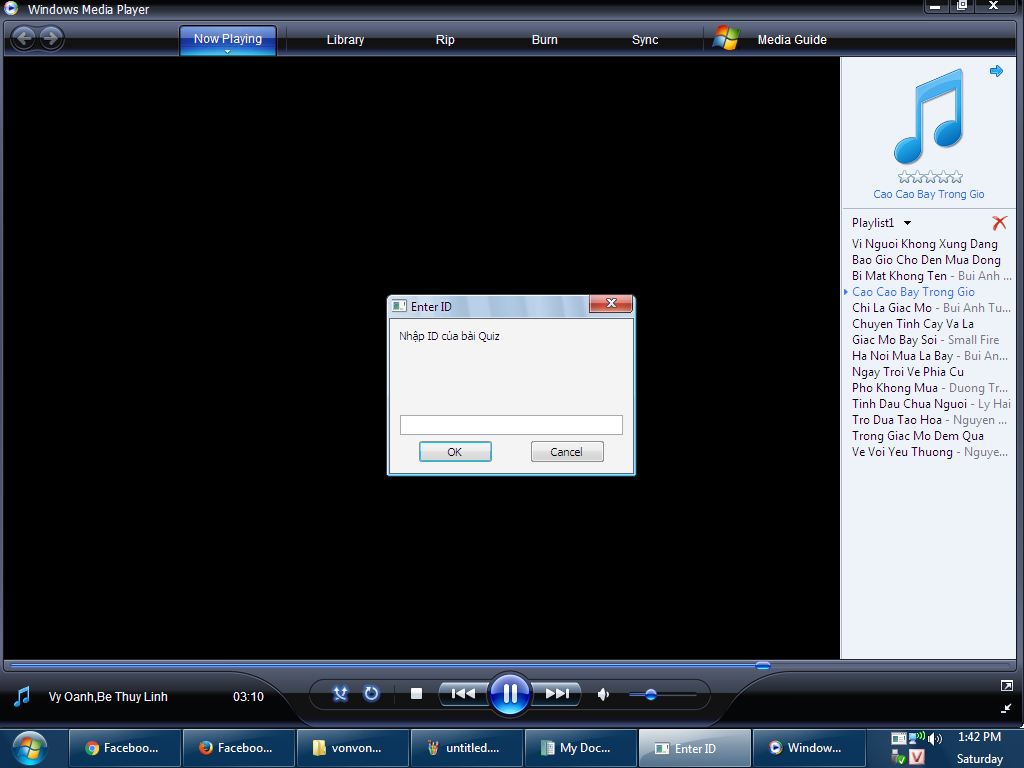 Windows Media Player
Now Playing
Library
Rip
Burn
Sync
Media Guide
Cao Cao Bay Trong Gio
Playlist1
Vi Nguoi Khong Xung Dang
Bao Gio Cho Den Mua Dong
Bi Mat Khong Ten - Bui Anh ...
Cao Cao Bay Trong Gio
Chi La Giac Mo - Bui Anh Tu...
Chuyen Tinh Cay Va La
Giac Mo Bay Soi - Small Fire
Ha Noi Mua La Bay - Bui An...
Ngay Troi Ve Phia Cu
Pho Khong Mua - Duong Tr...
Tinh Dau Chua Nguoi - Ly Hai
Tro Dua Tao Hoa - Nguyen ...
Trong Giac Mo Dem Qua
Ve Voi Yeu Thuong - Nguye...
Enter ID
Nhập ID của bài Quiz
OK
Cancel
Vy Oanh,Be Thuy Linh
03:10
Faceboo...
Faceboo...
vonvon...
untitled....
My Doc...
Enter ID
Window...
V
1:42 PM
Saturday